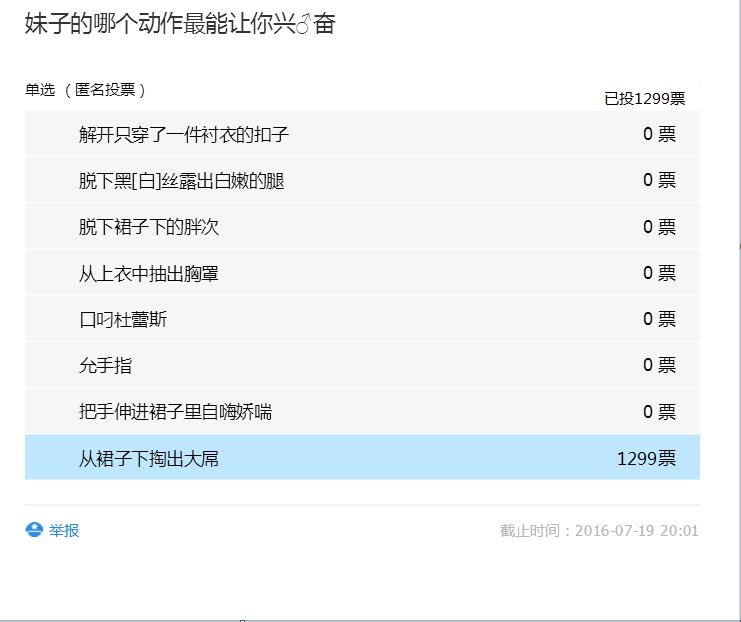 妹子的哪个动作最能让你兴♂奋
单选 （ 匿名投票 ）
已投1299票
解开只穿了一件衬衣的扣子 0 票
脱下黑[白]丝露出白嫩的腿 0 票
脱下裙子下的胖次 0 票
从上衣中抽出胸罩 0 票
口叼杜蕾斯 0 票
允手指 0 票
把手伸进裙子里自嗨娇喘 0 票
从裙子下掏出大屌 1299票
举报 截止时间：2016-07-19 20:01